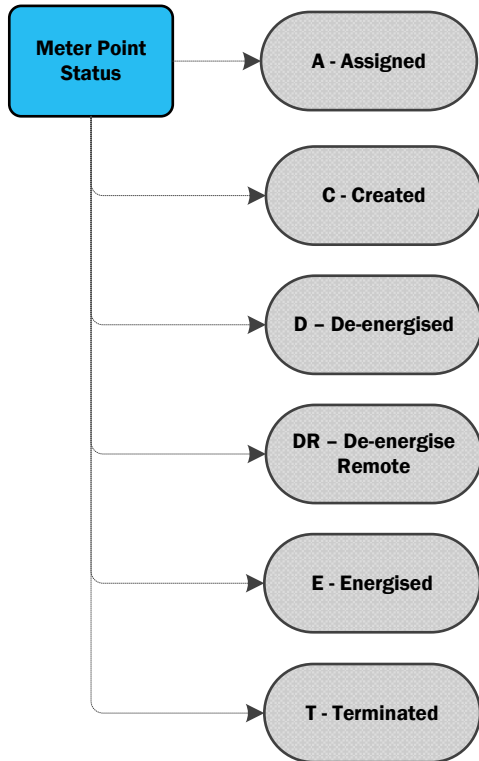 Meter Point
Status
A - Assigned
C - Created
D – De-energised
DR – De-energise
Remote
E - Energised
T - Terminated